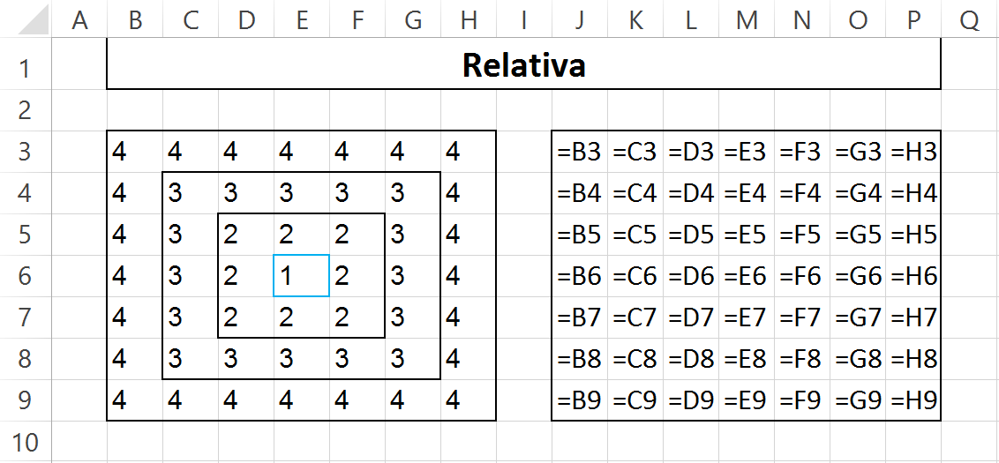 A B C D E F G H I J K L M N O P Q
1 Relativa
2
3 4 4 4 4 4 4 4 =B3 =C3 =D3 =E3 =F3 =G3 =H3
4 4 3 3 3 3 3 4 =B4 =C4 =D4 =E4 =F4 =G4 =H4
5 4 3 2 2 2 3 4 =B5 =C5 =D5 =E5 =F5 =G5 =H5
6 4 3 2 1 2 3 4 =B6 =C6 =D6 =E6 =F6 =G6 =H6
7 4 3 2 2 2 3 4 =B7 =C7 =D7 =E7 =F7 =G7 =H7
8 4 3 3 3 3 3 4 =B8 =C8 =D8 =E8 =F8 =G8 =H8
9 4 4 4 4 4 4 4 =B9 =C9 =D9 =E9 =F9 =G9 =H9
10